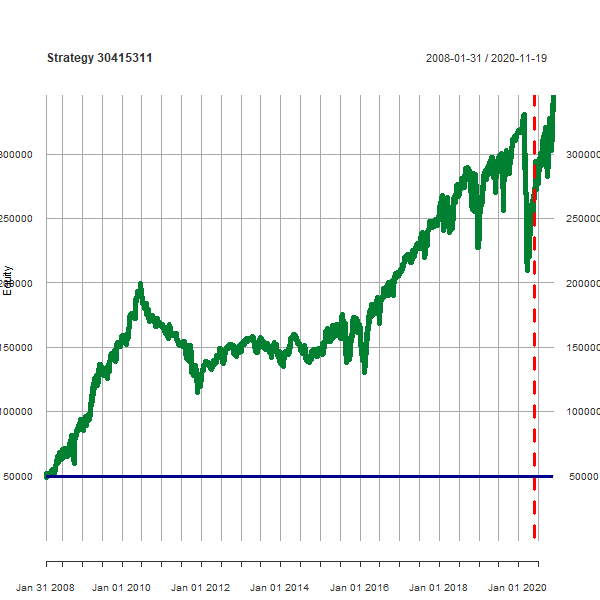 Strategy 30415311
2008-01-31 / 2020-11-19
300000
300000
250000
250000
Equity
200000
200000
150000
150000
100000
100000
50000
50000
Jan 31 2008
Jan 01 2010
Jan 01 2012
Jan 01 2014
Jan 01 2016
Jan 01 2018
Jan 01 2020